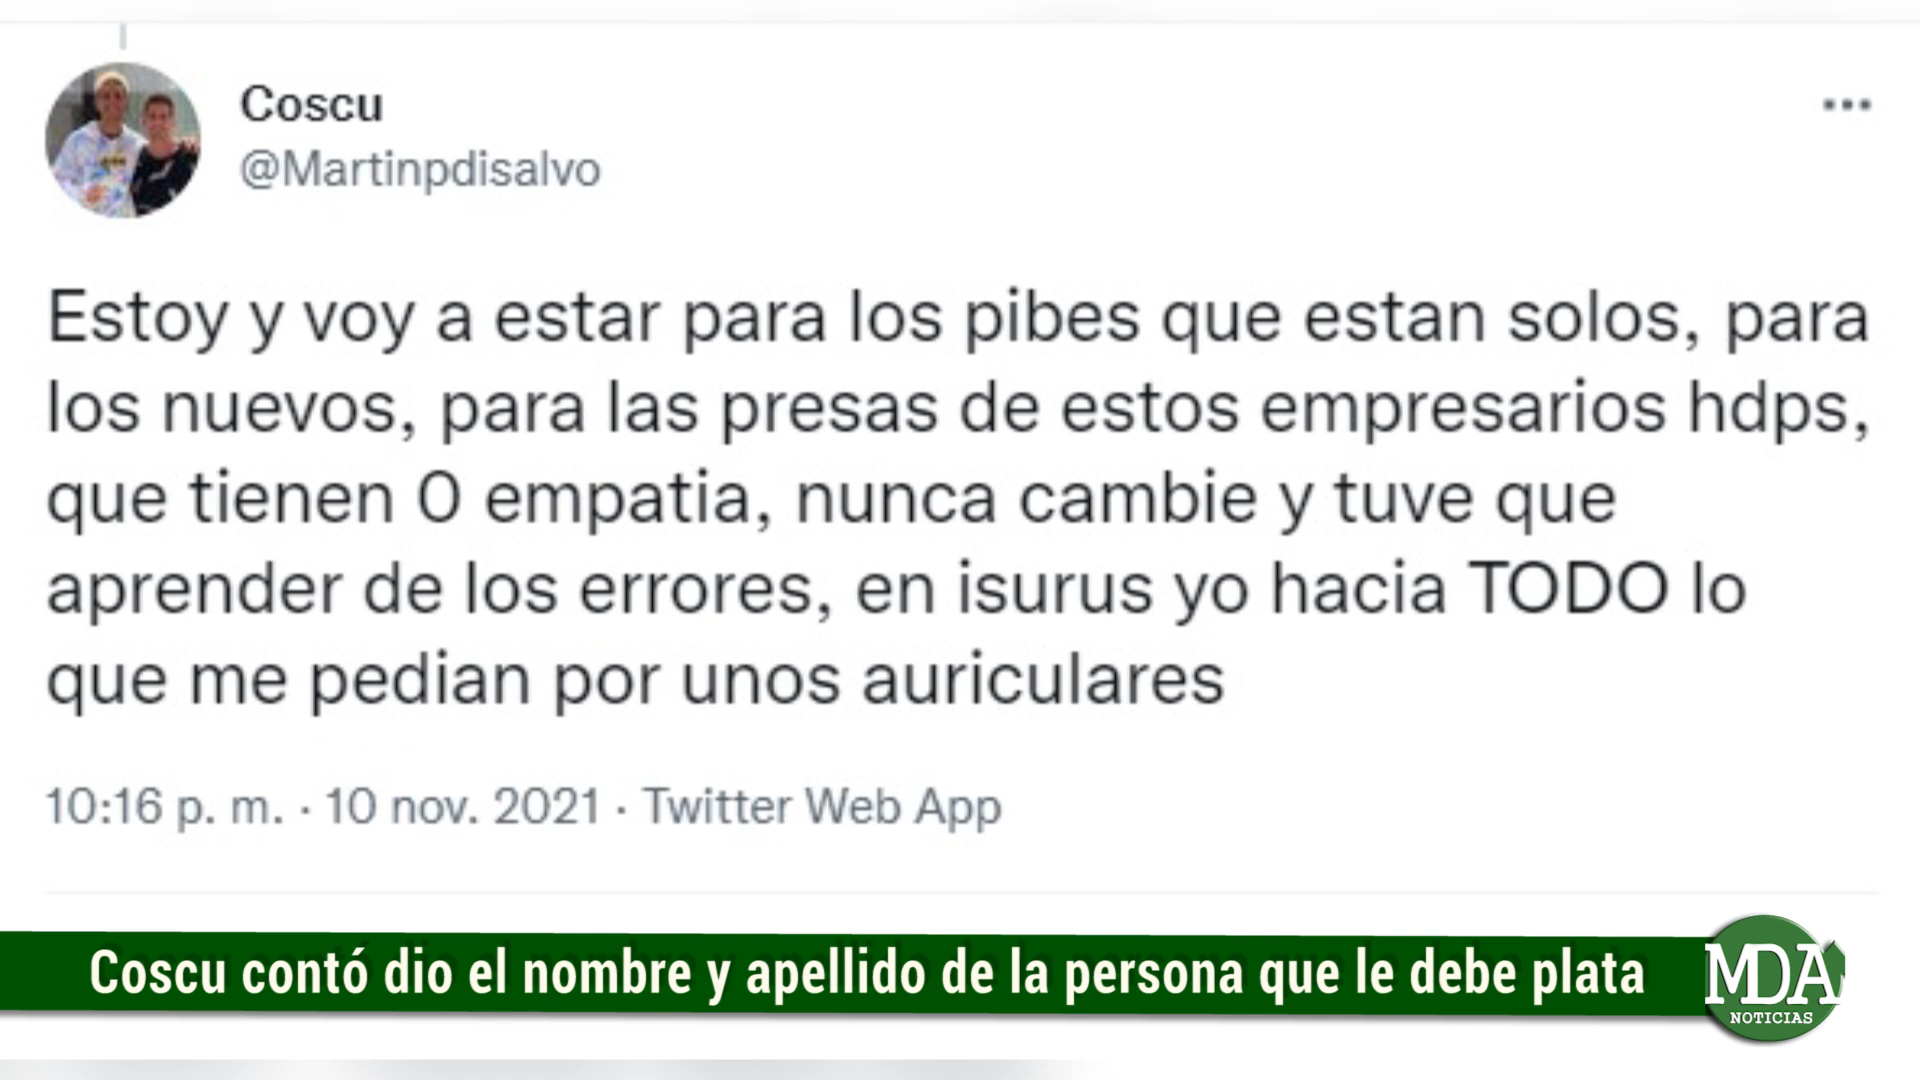 Coscu
@Martinpdisalvo
Estoy y voy a estar para los pibes que estan solos, para
los nuevos, para las presas de estos empresarios hdps,
que tienen 0 empatia, nunca cambie y tuve que
aprender de los errores, en isurus yo hacia TODO lo
que me pedian por unos auriculares
10:16 p. m. · 10 nov. 2021 · Twitter Web App
Coscu contó dio el nombre y apellido de la persona que le debe plata
MDA
NOTICIAS